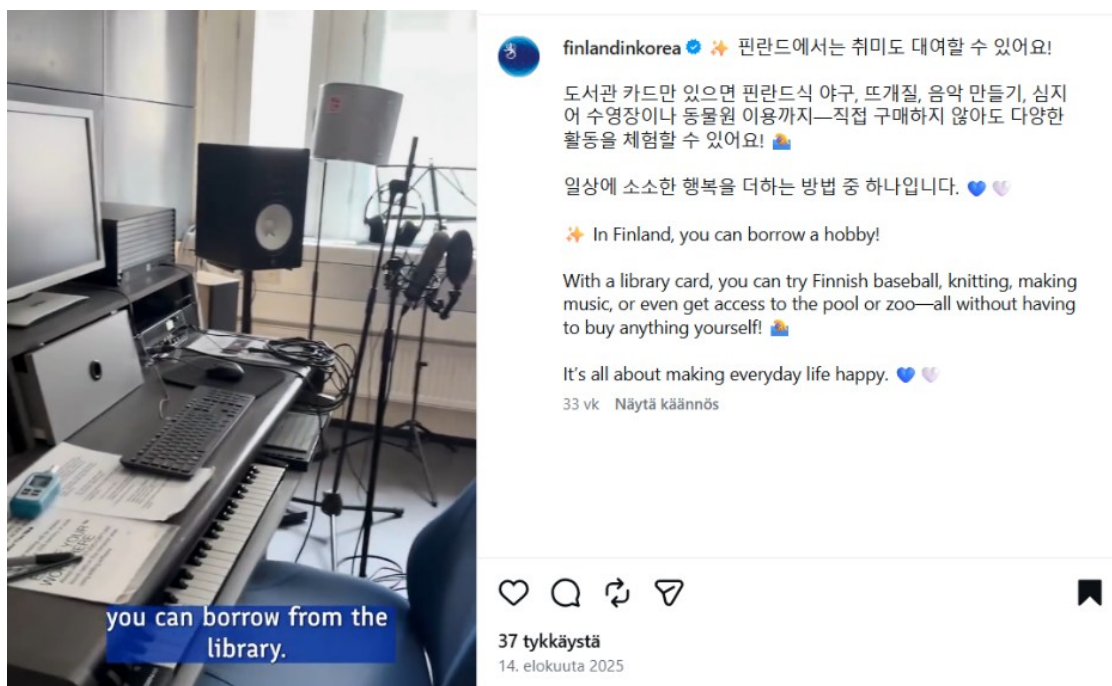 finlandinkorea ✨ 핀란드에서는 취미도 대여할 수 있어요!
도서관 카드만 있으면 핀란드식 야구, 뜨개질, 음악 만들기, 심지
어 수영장이나 동물원 이용까지—직접 구매하지 않아도 다양한
활동을 체험할 수 있어요! 🏄
일상에 소소한 행복을 더하는 방법 중 하나입니다. 💙🤍
✨ In Finland, you can borrow a hobby!
With a library card, you can try Finnish baseball, knitting, making
music, or even get access to the pool or zoo—all without having
to buy anything yourself! 🏄
It's all about making everyday life happy. 💙🤍
33 vk Näytä käännös
37 tykkäystä
14. elokuuta 2025
you can borrow from the
library.